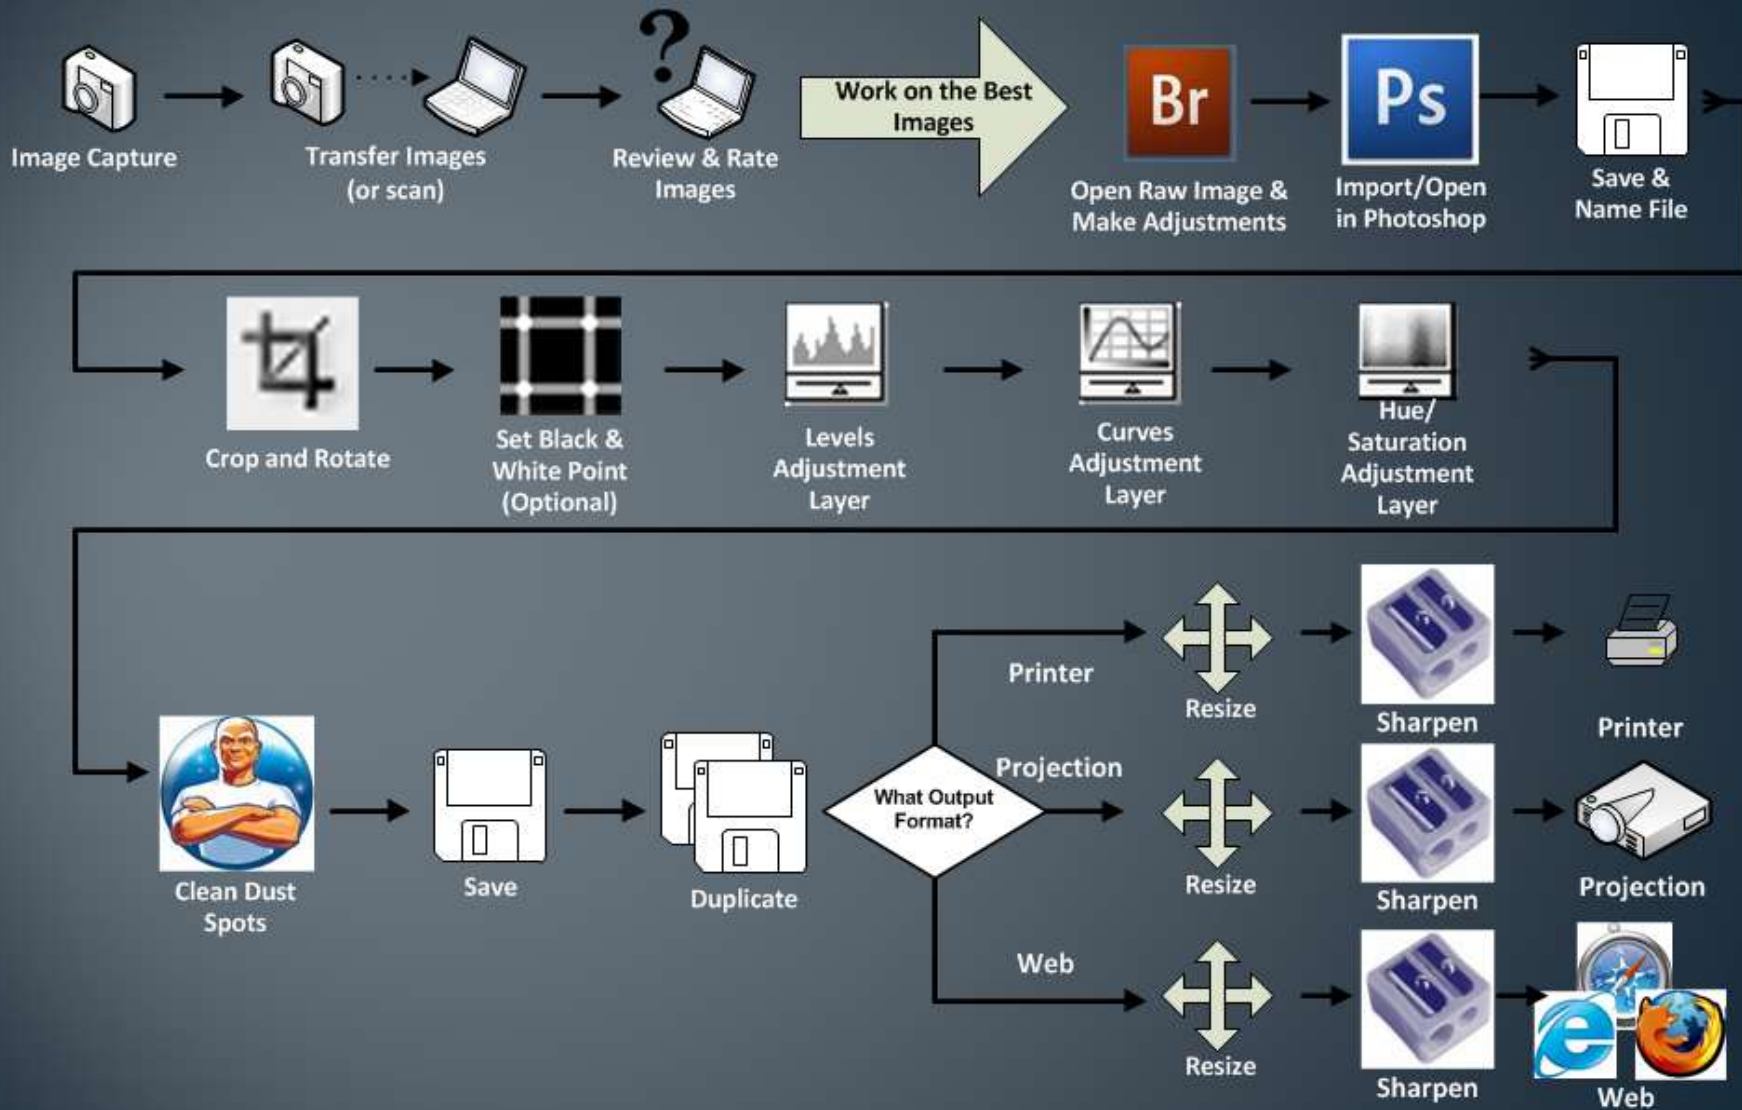 ?
Work on the Best
Images
Br
Ps
Image Capture
Transfer Images
(or scan)
Review & Rate
Images
Open Raw Image &
Make Adjustments
Import/Open
in Photoshop
Save &
Name File
Crop and Rotate
Set Black &
White Point
(Optional)
Levels
Adjustment
Layer
Curves
Adjustment
Layer
Hue/
Saturation
Adjustment
Layer
Clean Dust
Spots
Save
Duplicate
What Output
Format?
Printer
Resize
Sharpen
Printer
Projection
Resize
Sharpen
Projection
Web
Resize
Sharpen
Web